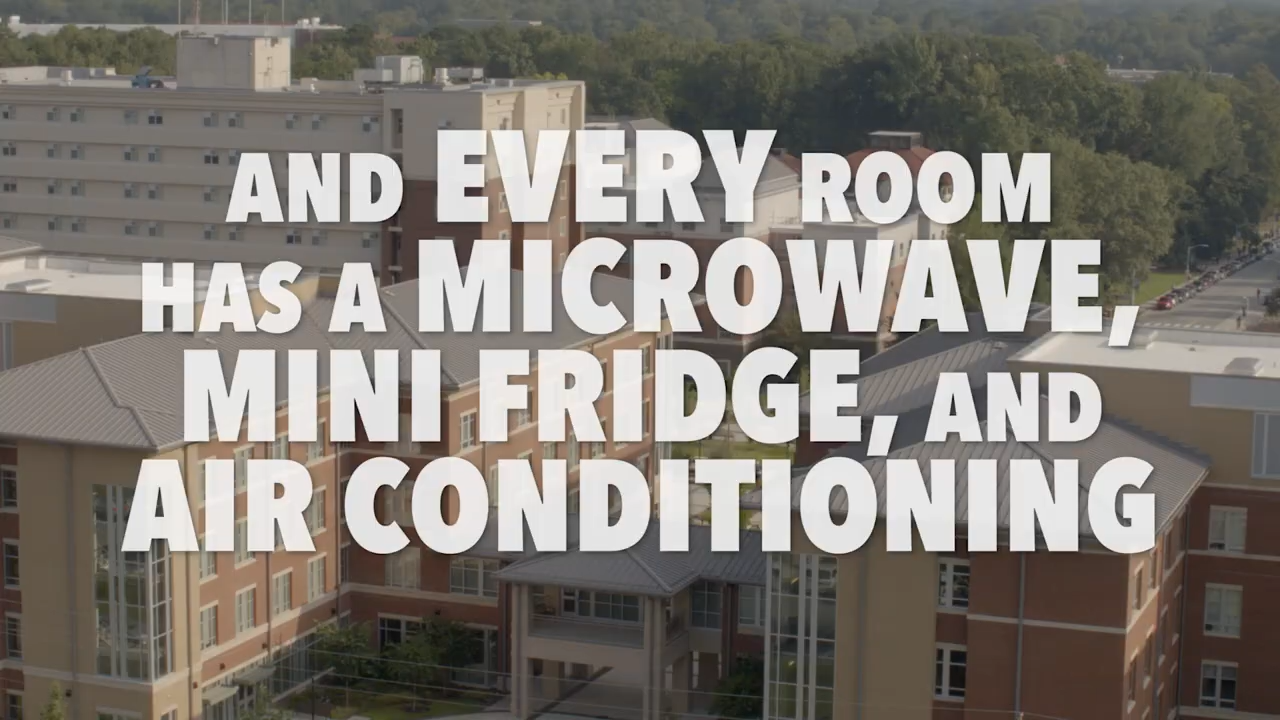 AND EVERY ROOM
HAS A MICROWAVE,
MINI FRIDGE, AND
AIR CONDITIONING